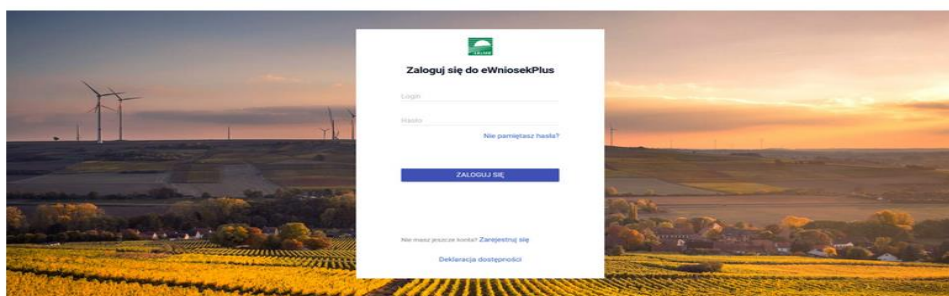 Zaloguj się do eWniosekPlus
Login
Hasło
Nie pamiętasz hasła?
ZALOGUJ SIĘ
Nie masz jeszcze konta? Zarejestruj się
Deklaracja dostępności